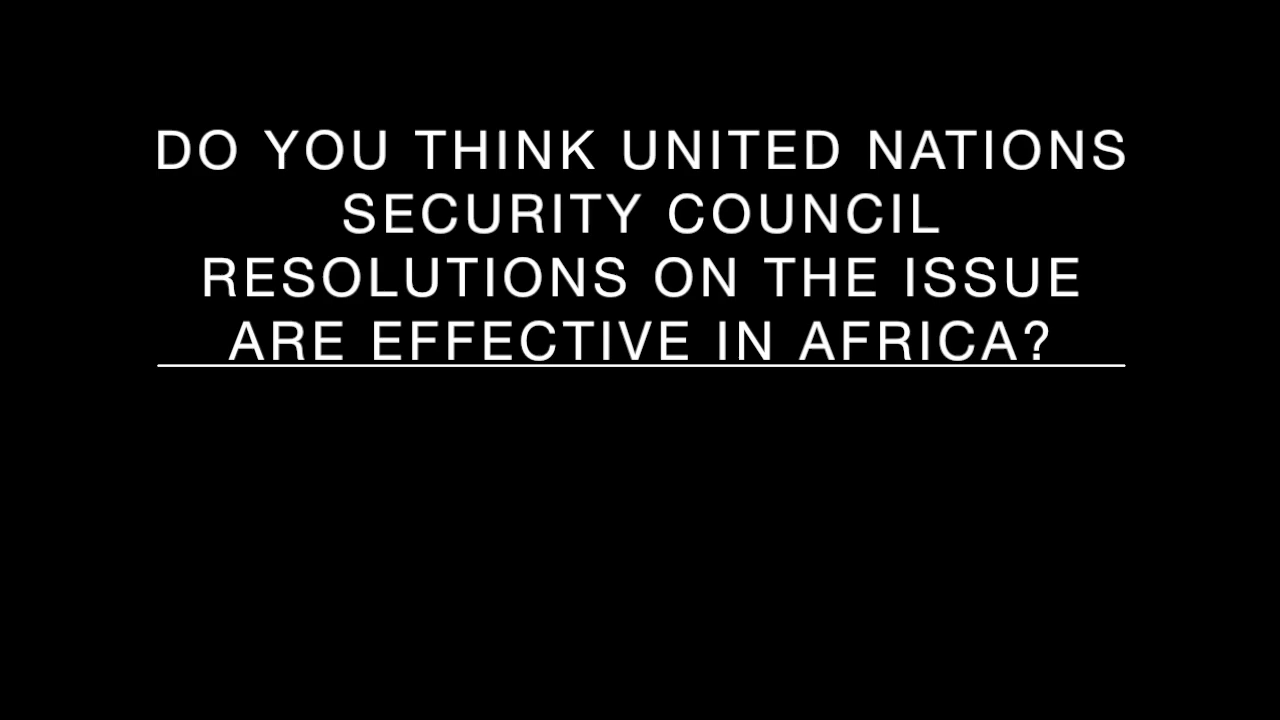 DO YOU THINK UNITED NATIONS
SECURITY COUNCIL
RESOLUTIONS ON THE ISSUE
ARE EFFECTIVE IN AFRICA?